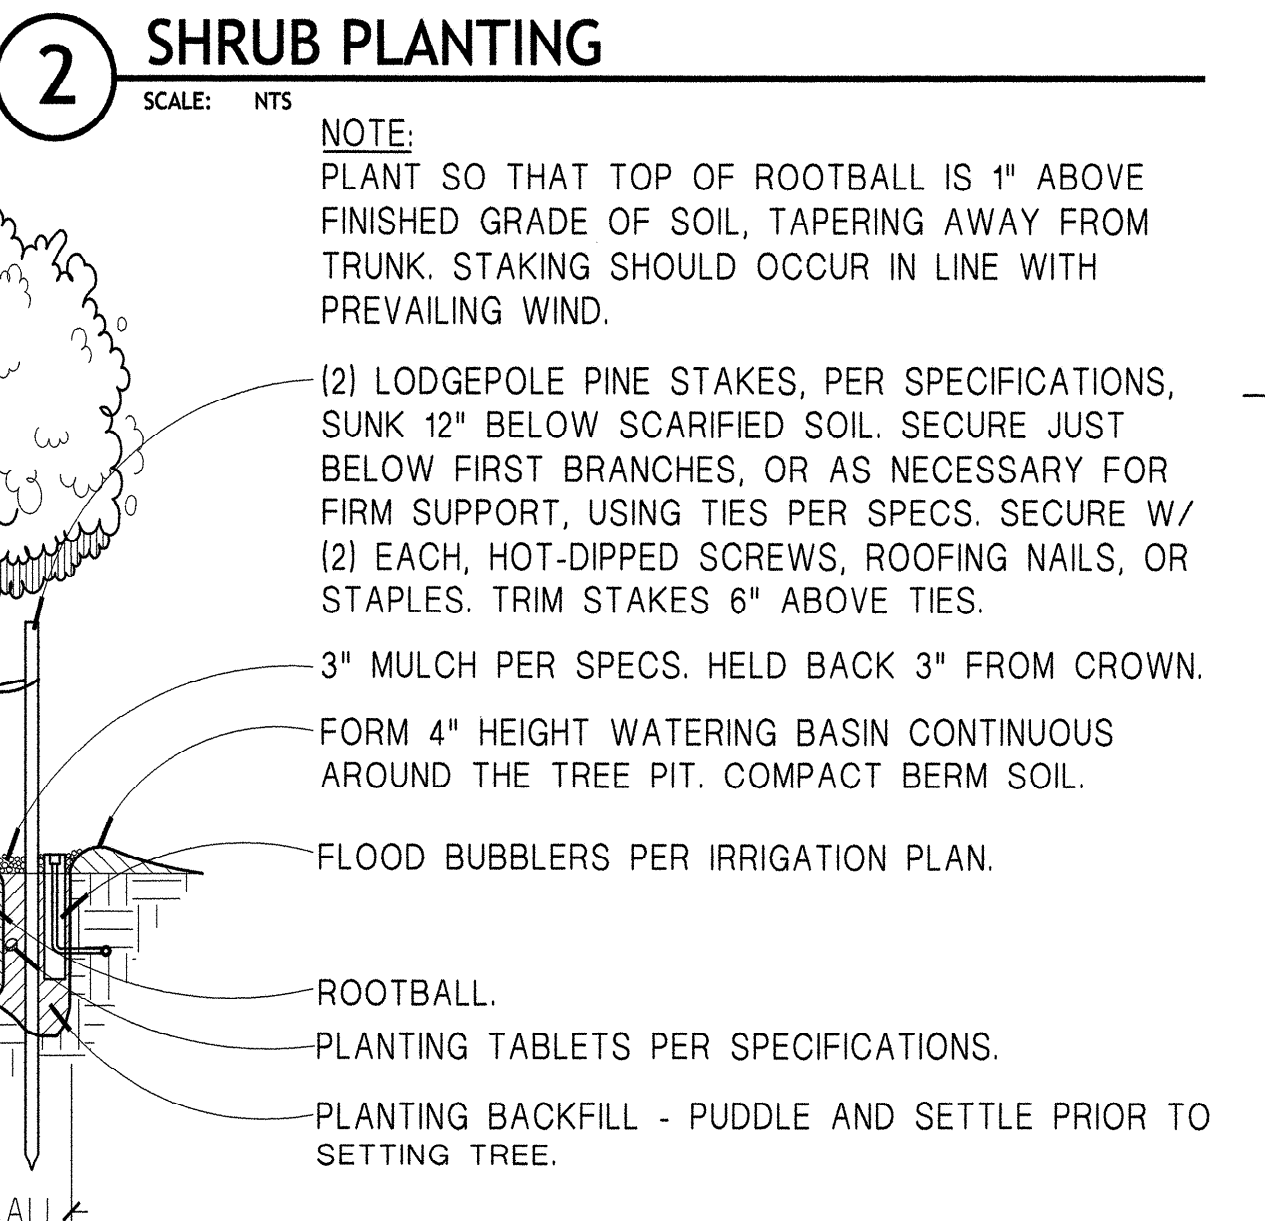 2
SHRUB PLANTING
SCALE: NTS
NOTE:
PLANT SO THAT TOP OF ROOTBALL IS 1" ABOVE
FINISHED GRADE OF SOIL, TAPERING AWAY FROM
TRUNK. STAKING SHOULD OCCUR IN LINE WITH
PREVAILING WIND.
(2) LODGEPOLE PINE STAKES, PER SPECIFICATIONS,
SUNK 12" BELOW SCARIFIED SOIL. SECURE JUST
BELOW FIRST BRANCHES, OR AS NECESSARY FOR
FIRM SUPPORT, USING TIES PER SPECS. SECURE W/
(2) EACH, HOT-DIPPED SCREWS, ROOFING NAILS, OR
STAPLES. TRIM STAKES 6" ABOVE TIES.
3" MULCH PER SPECS. HELD BACK 3" FROM CROWN.
FORM 4" HEIGHT WATERING BASIN CONTINUOUS
AROUND THE TREE PIT. COMPACT BERM SOIL.
FLOOD BUBBLERS PER IRRIGATION PLAN.
ROOTBALL.
PLANTING TABLETS PER SPECIFICATIONS.
PLANTING BACKFILL - PUDDLE AND SETTLE PRIOR TO
SETTING TREE.